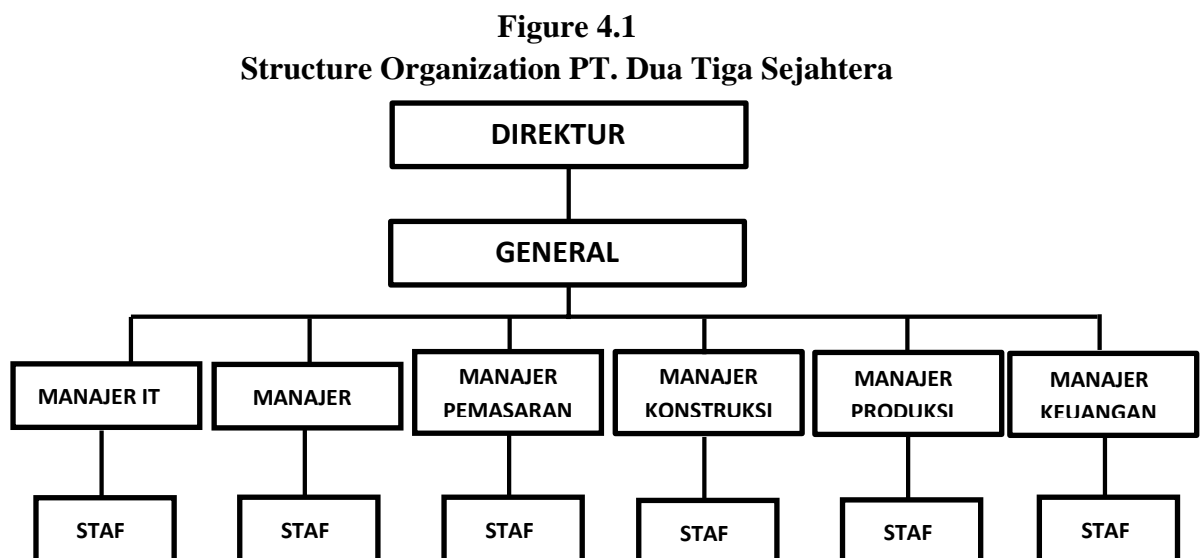 Figure 4.1
Structure Organization PT. Dua Tiga Sejahtera
DIREKTUR
GENERAL
MANAJER IT
MANAJER
MANAJER
PEMASARAN
MANAJER
KONSTRUKSI
MANAJER
PRODUKSI
MANAJER
KEUANGAN
STAF
STAF
STAF
STAF
STAF
STAF